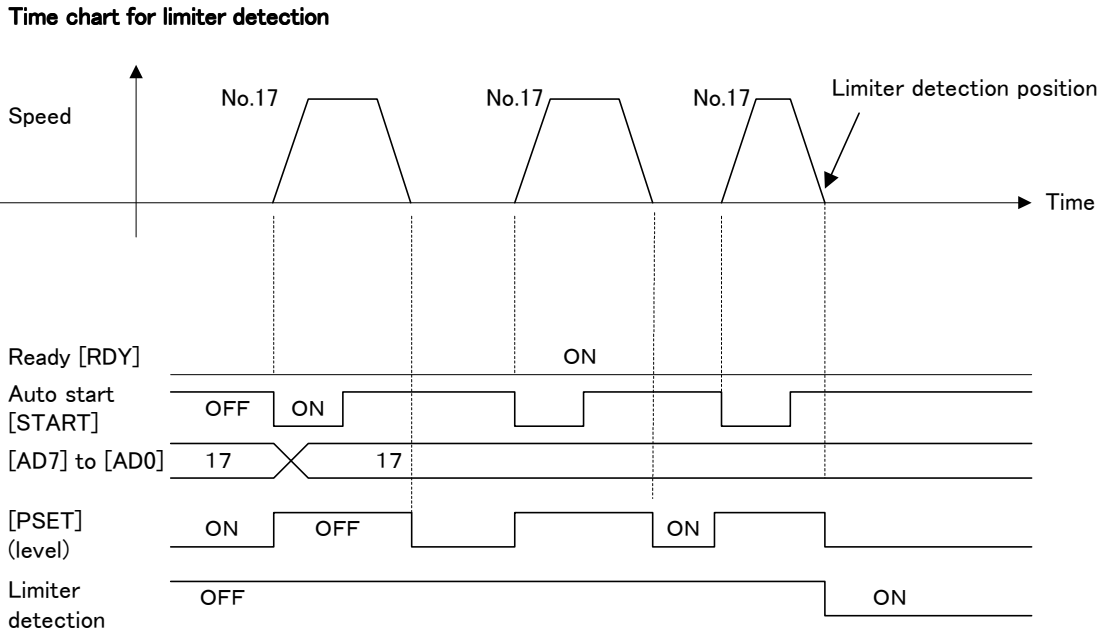 Time chart for limiter detection
Speed
No.17
No.17
No.17
Limiter detection position
Time
Ready [RDY]
ON
Auto start
[START]
OFF
ON
[AD7] to [AD0]
17
17
[PSET]
(level)
ON
OFF
ON
Limiter
detection
OFF
ON